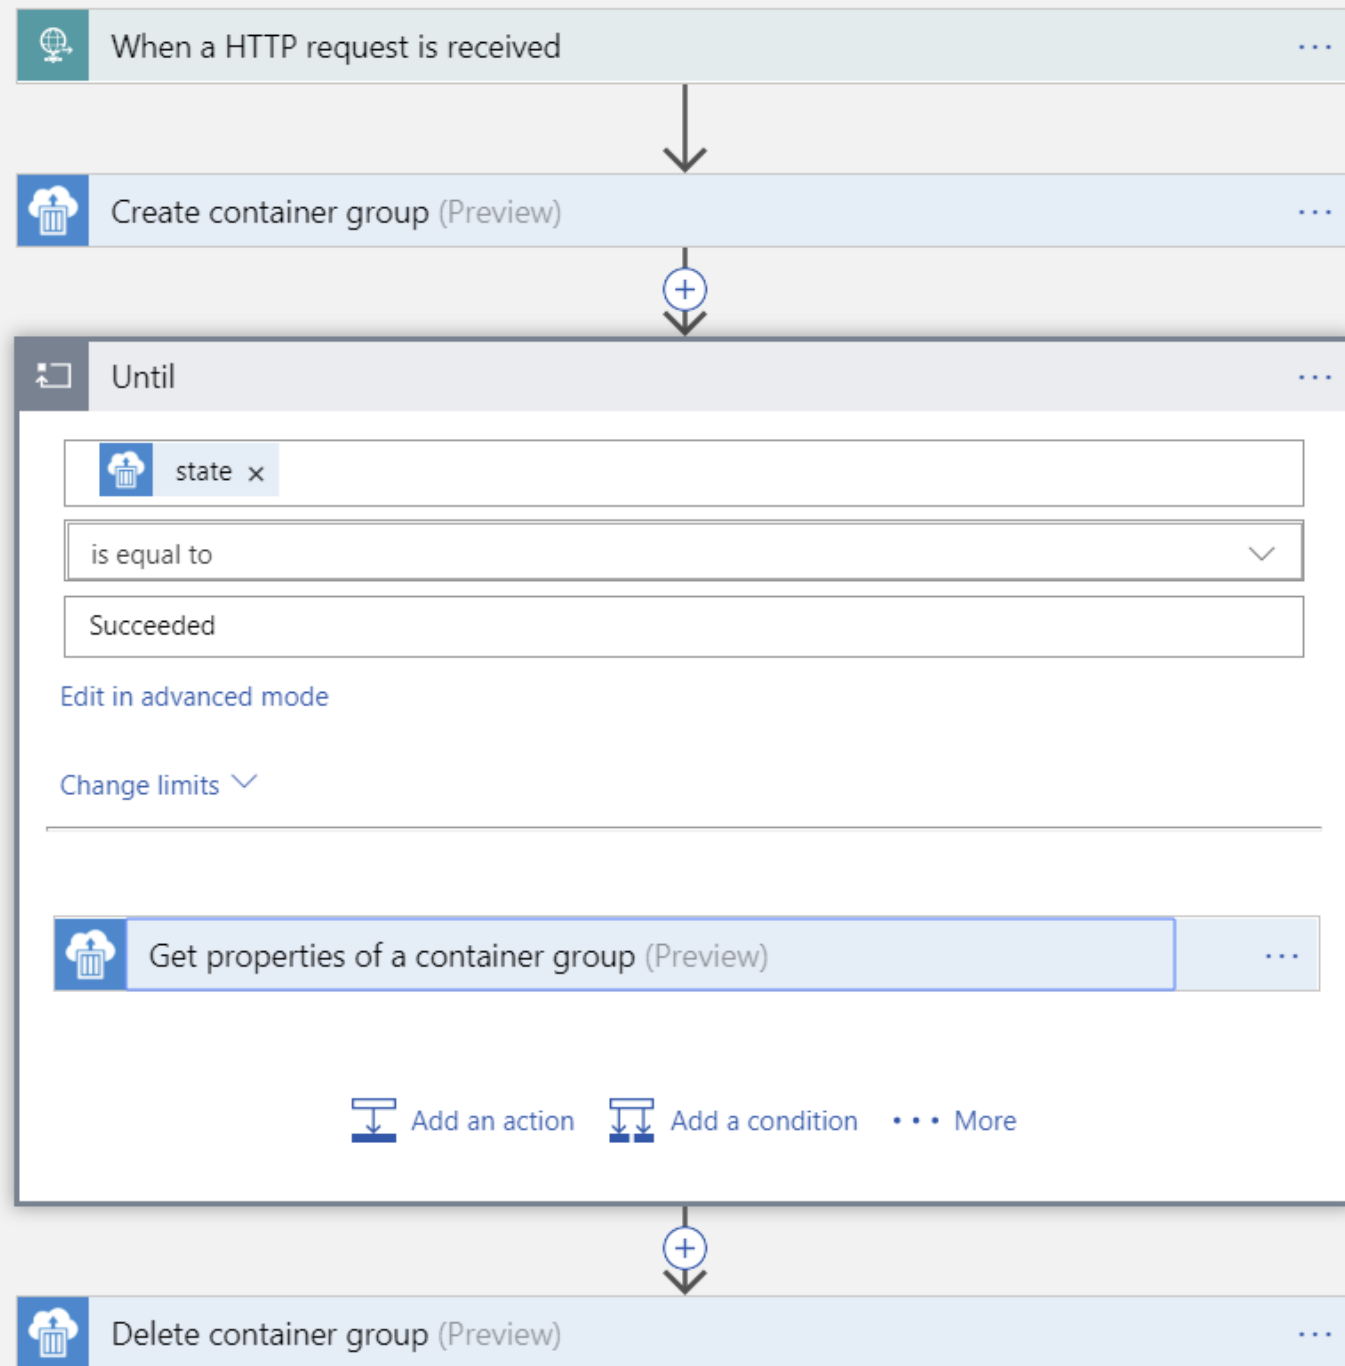 When a HTTP request is received
Create container group (Preview)
Until
state
is equal to
Succeeded
Edit in advanced mode
Change limits
Get properties of a container group (Preview)
Add an action Add a condition More
Delete container group (Preview)